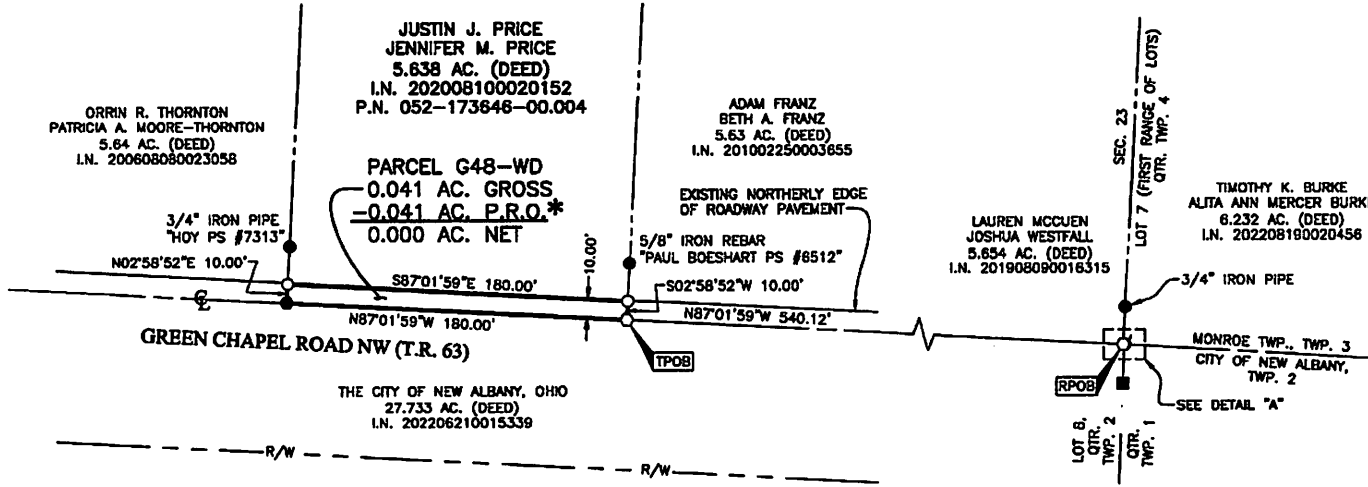 JUSTIN J. PRICE
JENNIFER M. PRICE
5.638 AC. (DEED)
I.N. 202008100020152
P.N. 052-173646-00.004
ORRIN R. THORNTON
PATRICIA A. MOORE-THORNTON
5.64 AC. (DEED)
I.N. 200608080023058
ADAM FRANZ
BETH A. FRANZ
5.63 AC. (DEED)
I.N. 201002250003655
SEC. 23
LOT 7 (FIRST RANGE OF LOTS)
QTR. TWP. 4
TIMOTHY K. BURKE
ALITA ANN MERCER BURKE
6.232 AC. (DEED)
I.N. 202208190020456
PARCEL G48-WD
0.041 AC. GROSS
-0.041 AC. P.R.O.*
0.000 AC. NET
EXISTING NORTHERLY EDGE
OF ROADWAY PAVEMENT
LAUREN MCCUEN
JOSHUA WESTFALL
5.654 AC. (DEED)
I.N. 201908090016315
3/4" IRON PIPE
"HOY PS #7313"
5/8" IRON REBAR
"PAUL BOESHART PS #6512"
3/4" IRON PIPE
N02°58'52"E 10.00'
S87°01'59"E 180.00'
10.00'
S02°58'52"W 10.00'
N87°01'59"W 180.00'
N87°01'59"W 540.12'
CL
GREEN CHAPEL ROAD NW (T.R. 63)
TPOB
RPOB
MONROE TWP., TWP. 3
CITY OF NEW ALBANY,
TWP. 2
SEE DETAIL "A"
THE CITY OF NEW ALBANY, OHIO
27.733 AC. (DEED)
I.N. 202206210015339
LOT 8,
QTR.
TWP. 2
QTR.
TWP. 1
R/W
R/W